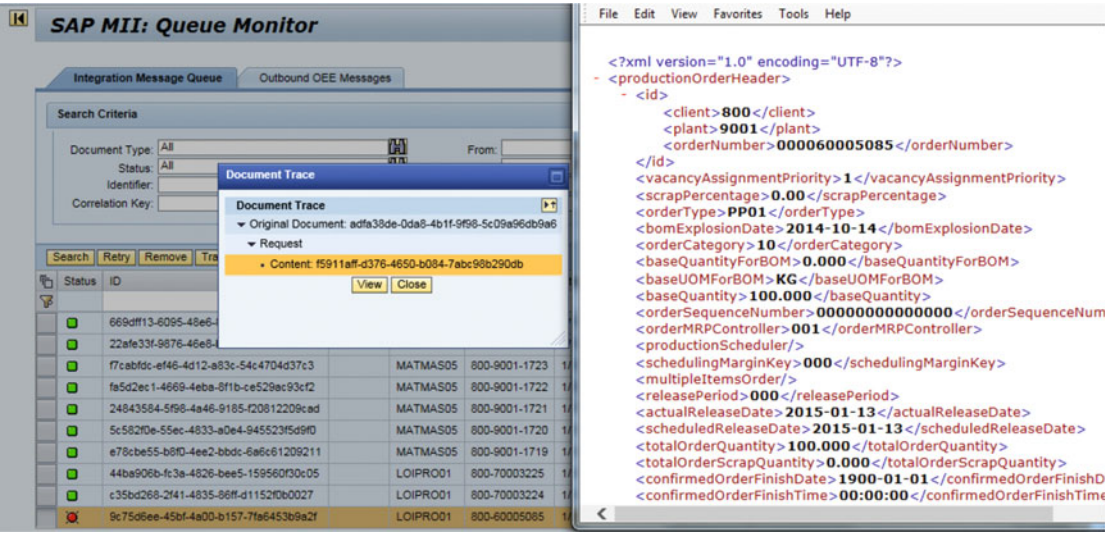 SAP MII: Queue Monitor
Integration Message Queue
Outbound OEE Messages
Search Criteria
Document Type:
All
From:
Status:
All
Identifier:
Correlation Key:
Search
Retry
Remove
Status
ID
22afe33f-9876-46e8-
f7cabfdc-ef46-4d12-a83c-54c4704d37c3
MATMAS05
800-9001-1723
fa5d2ec1-4669-4eba-8f1b-ce529ac93cf2
MATMAS05
800-9001-1722
24843584-5f98-4a46-9185-f20812209cad
MATMAS05
800-9001-1721
5c582f0e-55ec-4833-a0e4-945523f5d9f0
MATMAS05
800-9001-1720
e78cbe55-b8f0-4ee2-bbdc-6a6c61209211
MATMAS05
800-9001-1719
44ba906b-fc3a-4826-bee5-159560f30c05
LOIPRO01
800-70003225
c35bd268-2f41-4835-86ff-d1152f0b0027
LOIPRO01
800-70003224
9c75d6ee-45bf-4a00-b157-7fa6453b9a2f
LOIPRO01
800-60005085
Document Trace
Document Trace
Original Document: adfa38de-0da8-4b1f-9f98-5c09a96db9a6
Request
Content: f5911aff-d376-4650-b084-7abc98b290db
View
Close
File Edit View Favorites Tools Help
<?xml version="1.0" encoding="UTF-8"?>
- <productionOrderHeader>
- <id>
<client>800</client>
<plant>9001</plant>
<orderNumber>000060005085</orderNumber>
</id>
<vacancyAssignmentPriority>1</vacancyAssignmentPriority>
<scrapPercentage>0.00</scrapPercentage>
<orderType>PP01</orderType>
<bomExplosionDate>2014-10-14</bomExplosionDate>
<orderCategory>10</orderCategory>
<baseQuantityForBOM>0.000</baseQuantityForBOM>
<baseUOMForBOM>KG</baseUOMForBOM>
<baseQuantity>100.000</baseQuantity>
<orderSequenceNumber>00000000000000</orderSequenceNum
<orderMRPController>001</orderMRPController>
<productionScheduler/>
<schedulingMarginKey>000</schedulingMarginKey>
<multipleItemsOrder/>
<releasePeriod>000</releasePeriod>
<actualReleaseDate>2015-01-13</actualReleaseDate>
<scheduledReleaseDate>2015-01-13</scheduledReleaseDate>
<totalOrderQuantity>100.000</totalOrderQuantity>
<totalOrderScrapQuantity>0.000</totalOrderScrapQuantity>
<confirmedOrderFinishDate>1900-01-01</confirmedOrderFinishD
<confirmedOrderFinishTime>00:00:00</confirmedOrderFinishTime